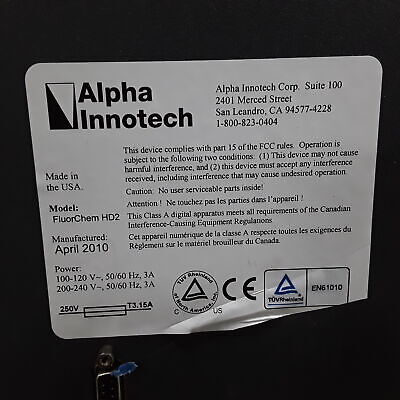 Alpha
Innotech
Alpha Innotech Corp. Suite 100
2401 Merced Street
San Leandro, CA 94577-4228
1-800-823-0404
Made in
the USA.
Model:
FluorChem HD2
Manufactured:
April 2010
Power:
100-120 V~, 50/60 Hz, 3A
200-240 V~, 50/60 Hz, 3A
250V
T3.15A
This device complies with part 15 of the FCC rules. Operation is
subject to the following two conditions: (1) This device may not cause
harmful interference, and (2) this device must accept any interference
received, including interference that may cause undesired operation.
Caution: No user serviceable parts inside!
Attention! Ne touchez pas les parties dans l'appareil!
This Class A digital apparatus meets all requirements of the Canadian
Interference-Causing Equipment Regulations.
Cet appareil numérique de la classe A respecte toutes les exigences du
Règlement sur le matériel brouilleur du Canada.
TUV Rheinland
of North America, Inc.
C US
TÜVRheinland
EN61010